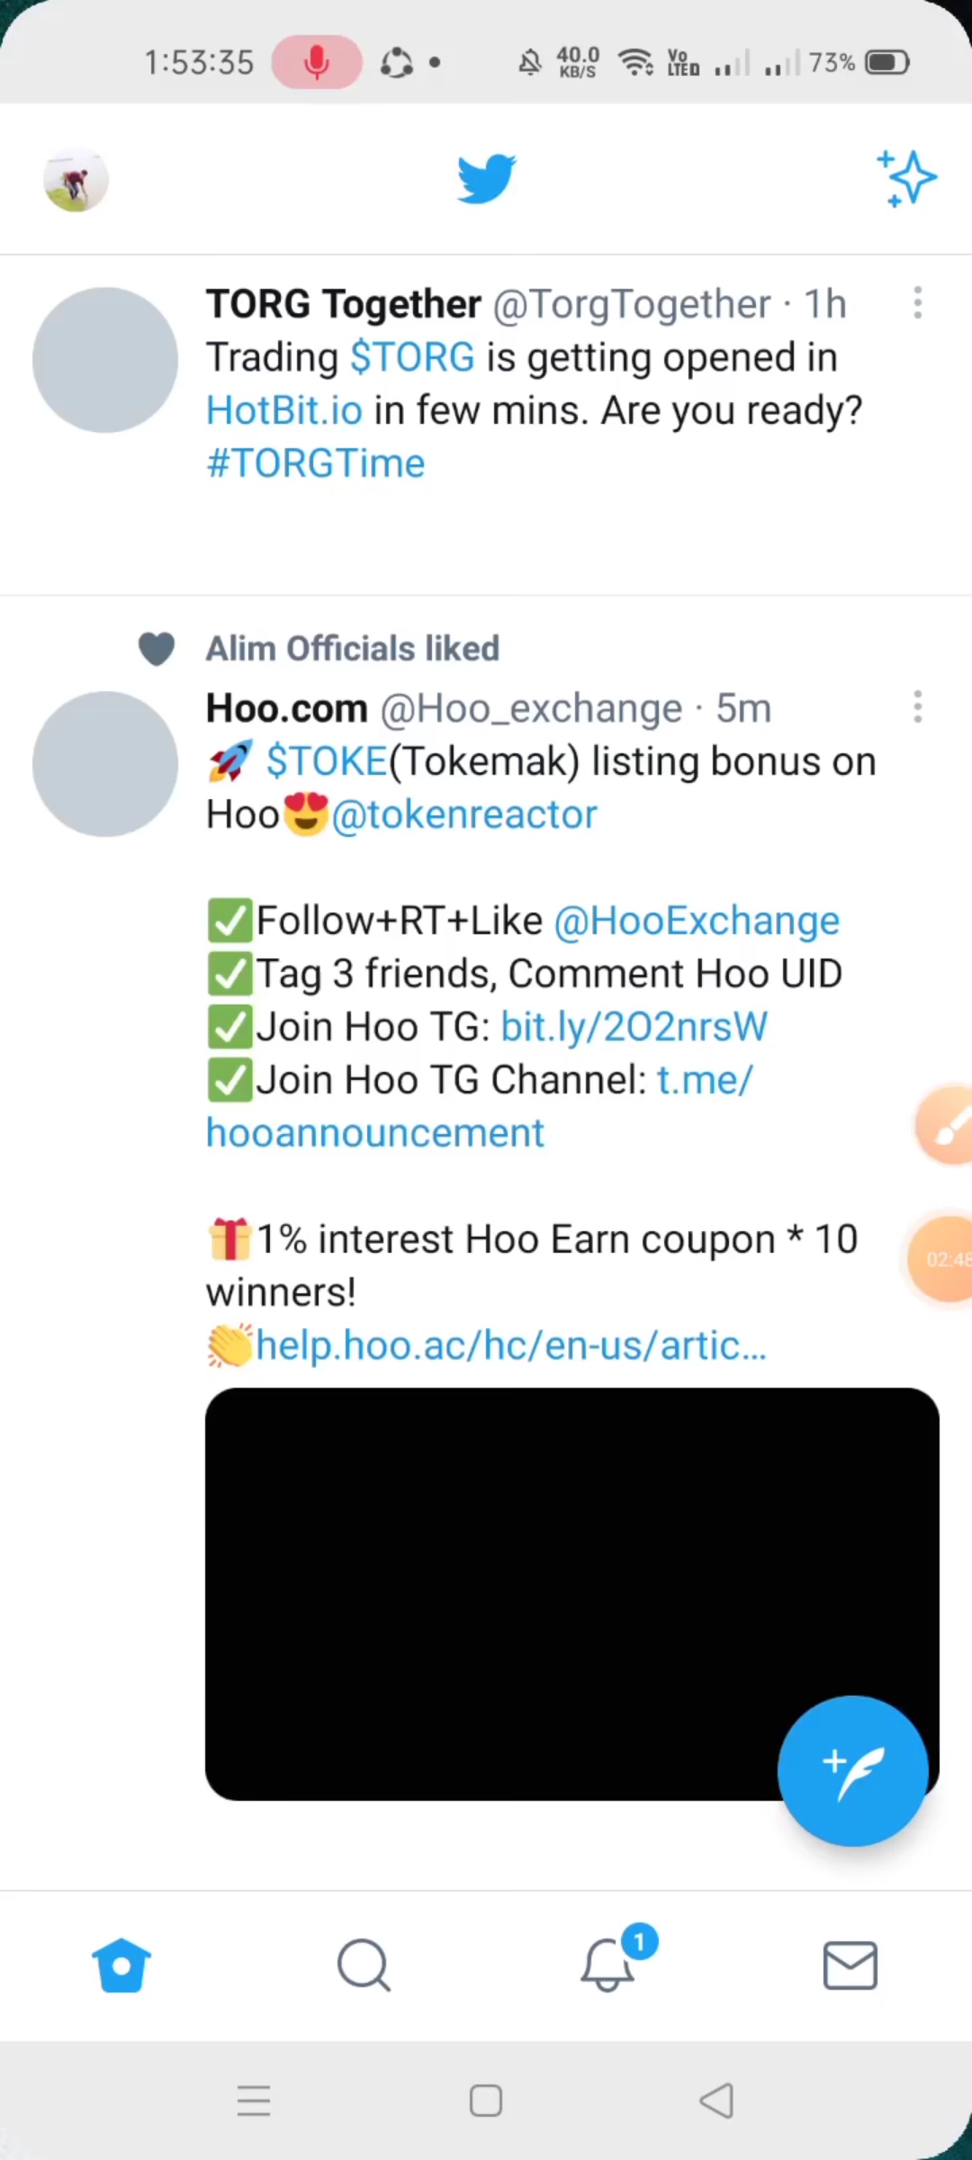 1:53:35 40.0 KB/S Vo LTED 73%
TORG Together @TorgTogether · 1h
Trading $TORG is getting opened in
HotBit.io in few mins. Are you ready?
#TORGTime
Alim Officials liked
Hoo.com @Hoo_exchange · 5m
🚀 $TOKE(Tokemak) listing bonus on
Hoo😍@tokenreactor
✅Follow+RT+Like @HooExchange
✅Tag 3 friends, Comment Hoo UID
✅Join Hoo TG: bit.ly/2O2nrsW
✅Join Hoo TG Channel: t.me/
hooannouncement
🎁1% interest Hoo Earn coupon * 10
winners!
👏help.hoo.ac/hc/en-us/artic...
02:48
1